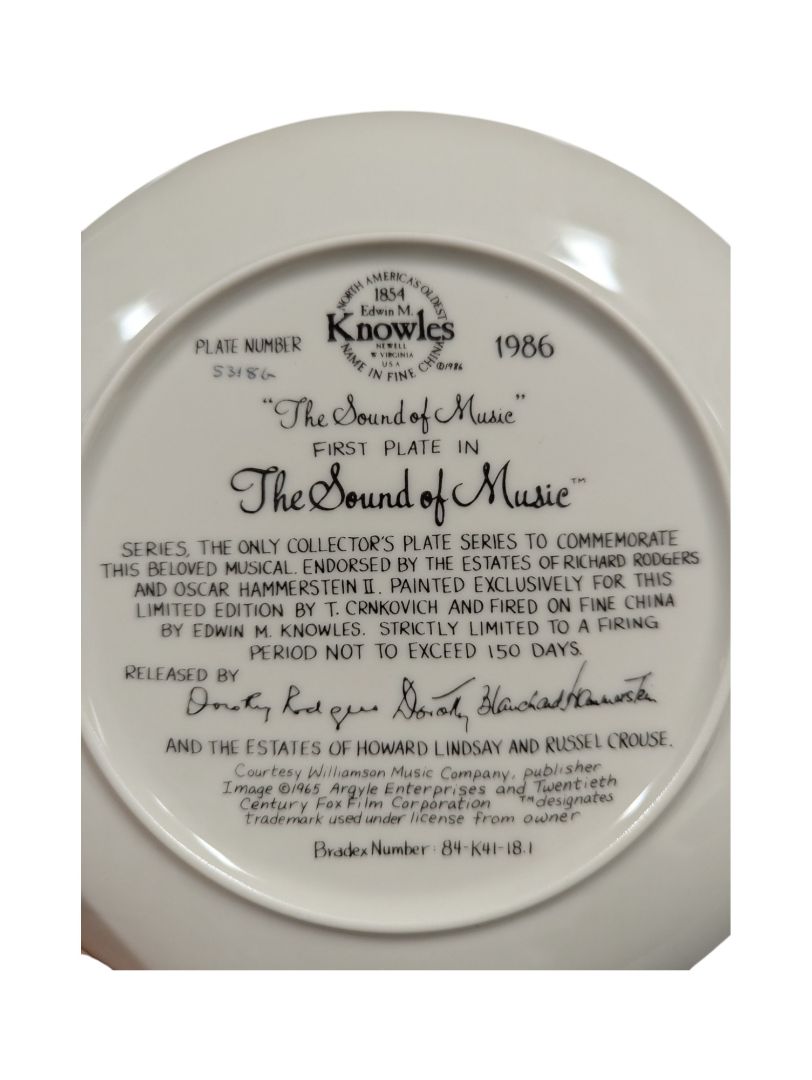 NORTH AMERICA'S OLDEST
1854
Edwin M.
Knowles
NEWELL
W VIRGINIA
USA
NAME IN FINE CHINA
©1986
PLATE NUMBER
5318G
1986
"The Sound of Music"
FIRST PLATE IN
The Sound of Music™
SERIES, THE ONLY COLLECTOR'S PLATE SERIES TO COMMEMORATE
THIS BELOVED MUSICAL. ENDORSED BY THE ESTATES OF RICHARD RODGERS
AND OSCAR HAMMERSTEIN II. PAINTED EXCLUSIVELY FOR THIS
LIMITED EDITION BY T. CRNKOVICH AND FIRED ON FINE CHINA
BY EDWIN M. KNOWLES. STRICTLY LIMITED TO A FIRING
PERIOD NOT TO EXCEED 150 DAYS.
RELEASED BY
Dorothy Rodgers Dorothy Blanchard Hammerstein
AND THE ESTATES OF HOWARD LINDSAY AND RUSSEL CROUSE.
Courtesy Williamson Music Company, publisher
Image ©1965 Argyle Enterprises and Twentieth
Century Fox Film Corporation ™ designates
trademark used under license from owner
Bradex Number: 84-K41-18.1